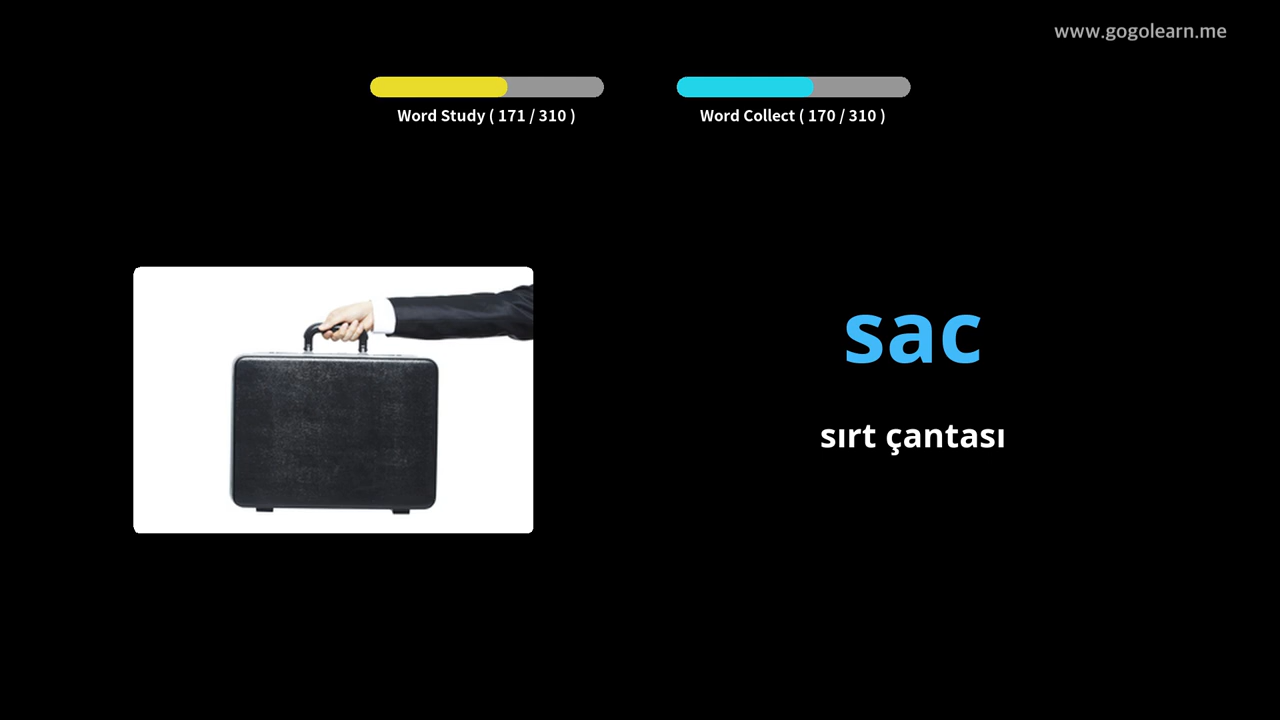 www.gogolearn.me
Word Study ( 171 / 310 )
Word Collect ( 170 / 310 )
sac
sırt çantası